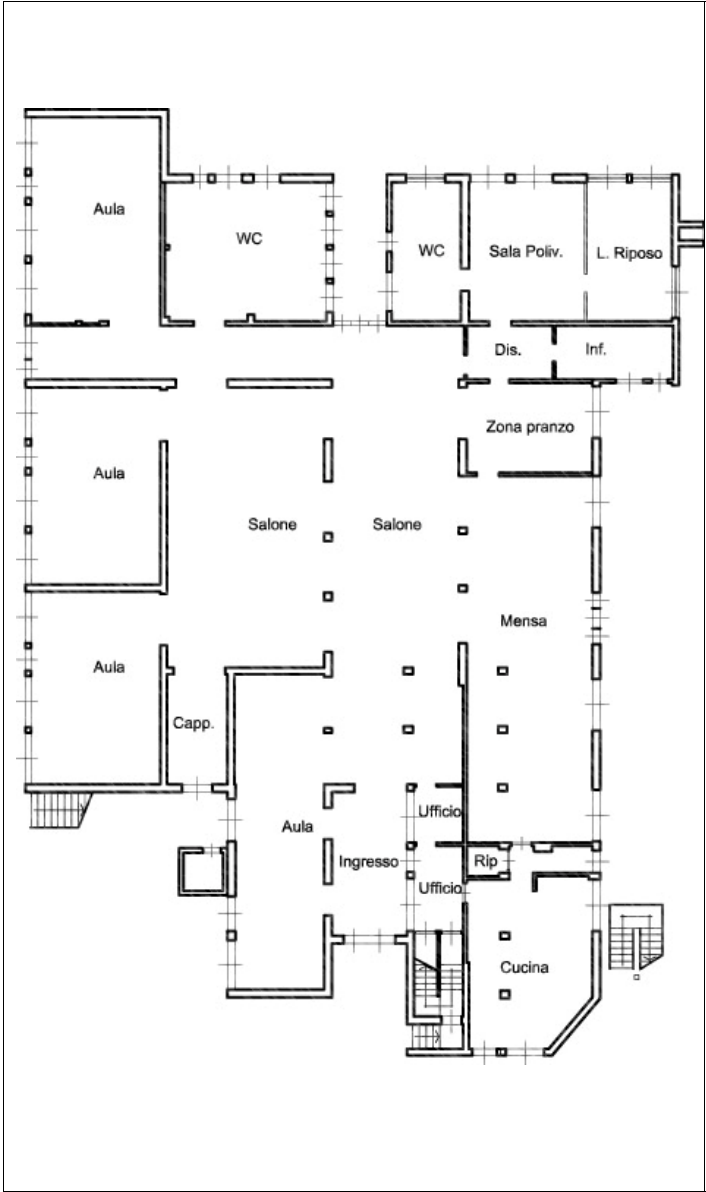 Aula
WC
WC
Sala Poliv.
L. Riposo
Dis.
Inf.
Zona pranzo
Aula
Salone
Salone
Mensa
Aula
Capp.
Ufficio
Aula
Ingresso
Rip
Ufficio
Cucina